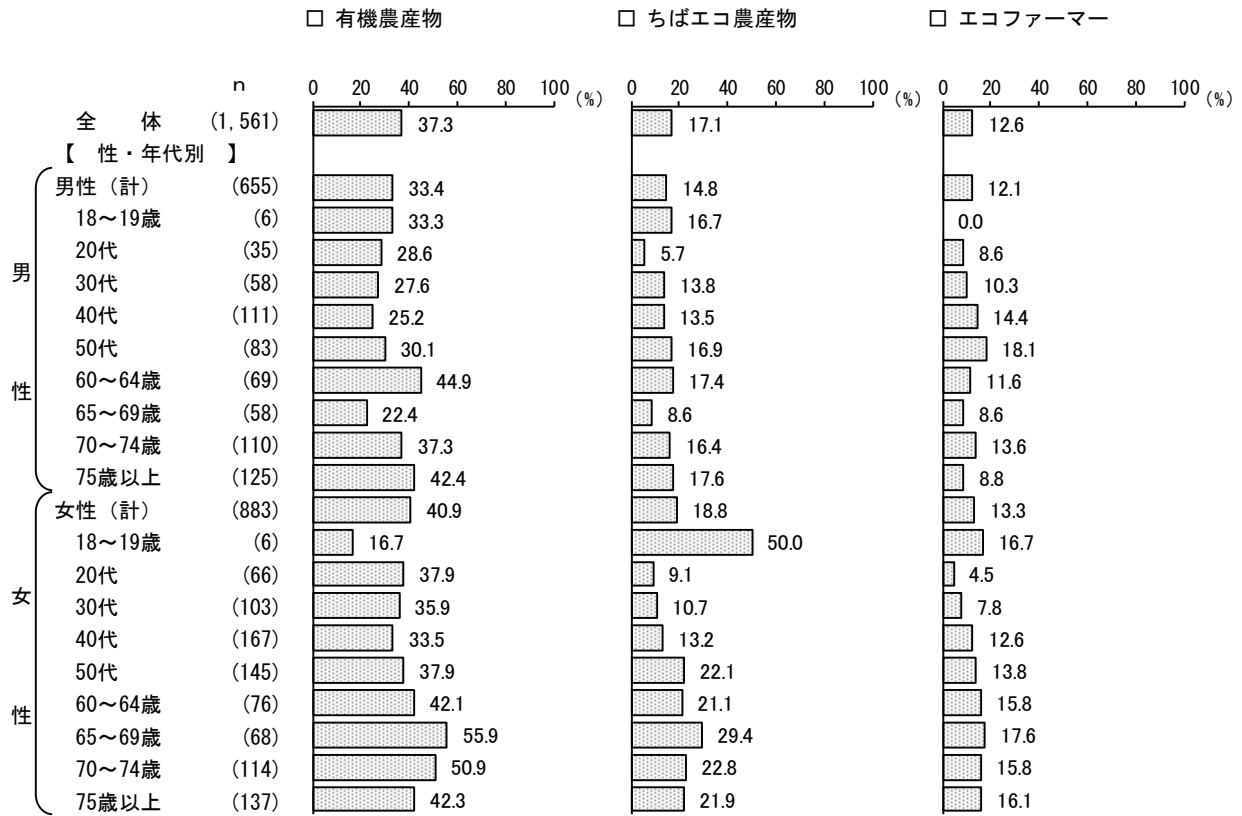 □ 有機農産物 □ ちばエコ農産物 □ エコファーマー
n 0 20 40 60 80 100 (%) 0 20 40 60 80 100 (%) 0 20 40 60 80 100 (%)
全 体 (1,561) 37.3 17.1 12.6
【 性・年代別 】
男性（計） (655) 33.4 14.8 12.1
18～19歳 (6) 33.3 16.7 0.0
20代 (35) 28.6 5.7 8.6
男
30代 (58) 27.6 13.8 10.3
40代 (111) 25.2 13.5 14.4
50代 (83) 30.1 16.9 18.1
60～64歳 (69) 44.9 17.4 11.6
性
65～69歳 (58) 22.4 8.6 8.6
70～74歳 (110) 37.3 16.4 13.6
75歳以上 (125) 42.4 17.6 8.8
女性（計） (883) 40.9 18.8 13.3
18～19歳 (6) 16.7 50.0 16.7
20代 (66) 37.9 9.1 4.5
女
30代 (103) 35.9 10.7 7.8
40代 (167) 33.5 13.2 12.6
50代 (145) 37.9 22.1 13.8
60～64歳 (76) 42.1 21.1 15.8
性
65～69歳 (68) 55.9 29.4 17.6
70～74歳 (114) 50.9 22.8 15.8
75歳以上 (137) 42.3 21.9 16.1